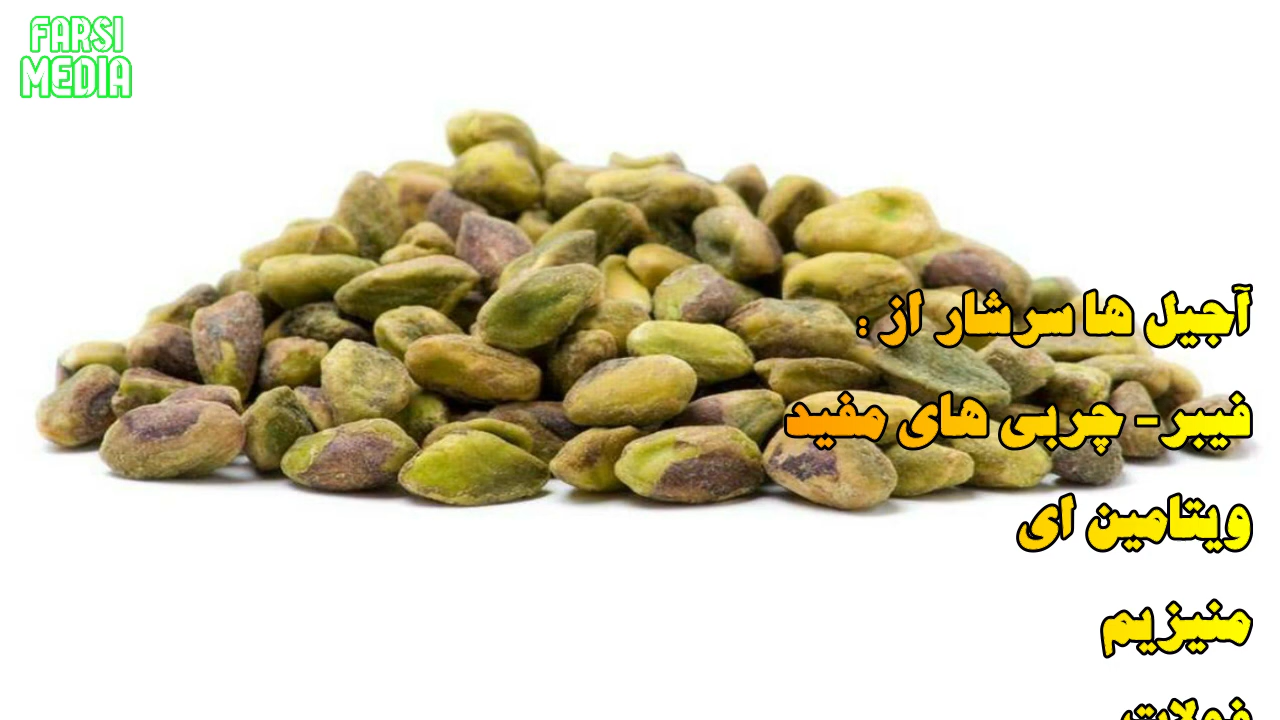 FARSI
MEDIA
آجیل ها سرشار از :
فیبر - چربی های مفید
ویتامین ای
منیزیم